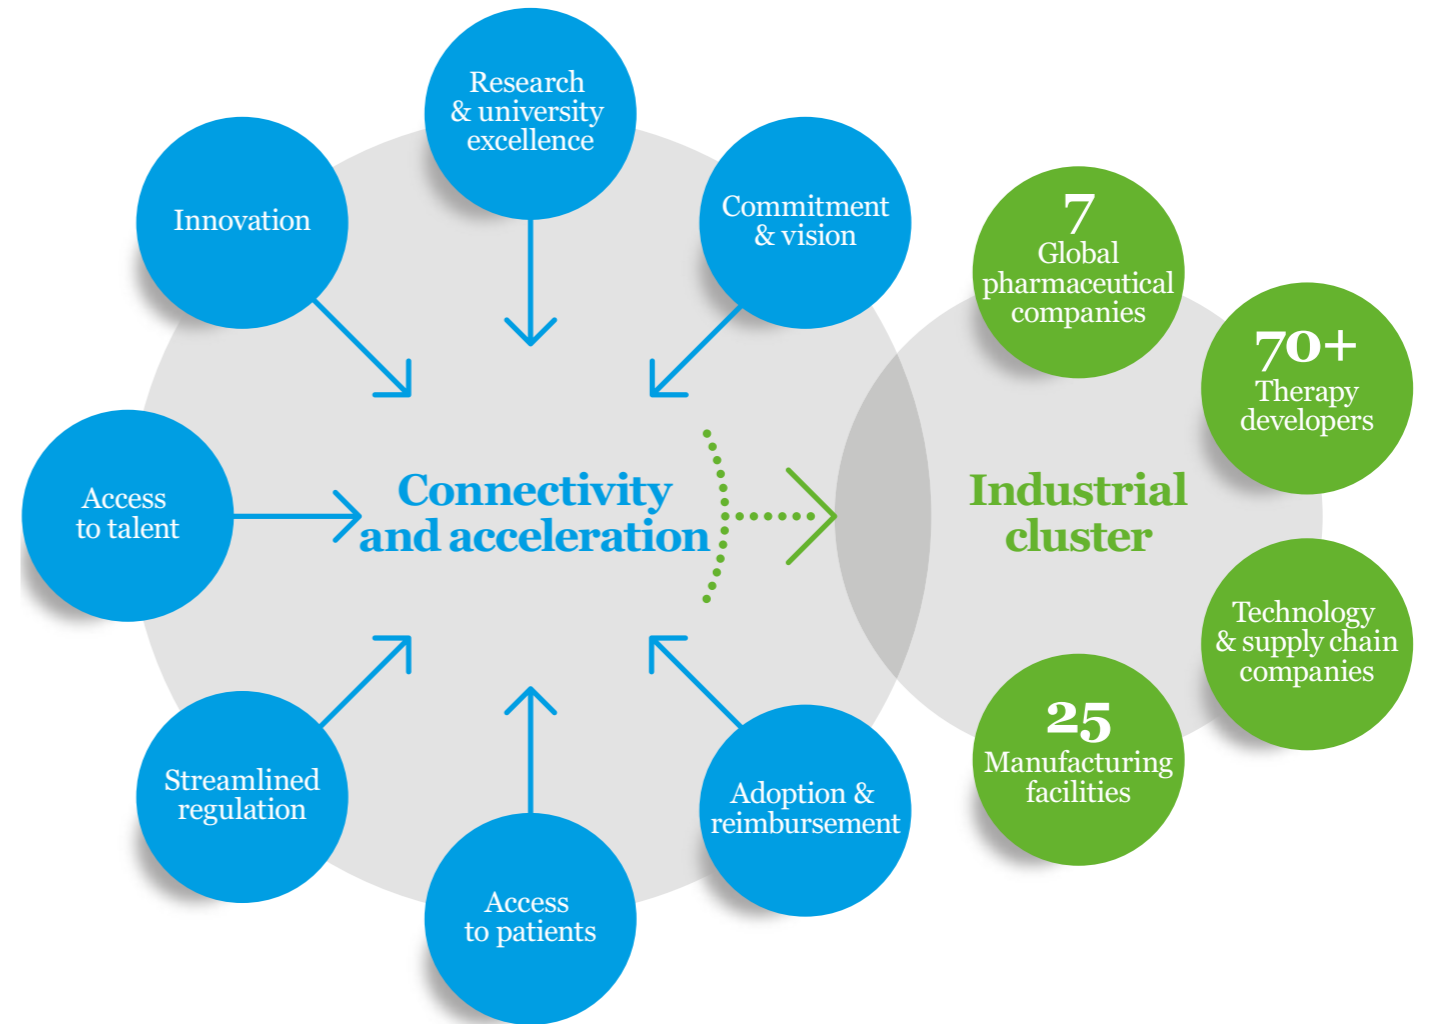 Research
& university
excellence
Innovation
Commitment
& vision
Access
to talent
Connectivity
and acceleration
Streamlined
regulation
Access
to patients
Adoption &
reimbursement
7
Global
pharmaceutical
companies
70+
Therapy
developers
Industrial
cluster
Technology
& supply chain
companies
25
Manufacturing
facilities